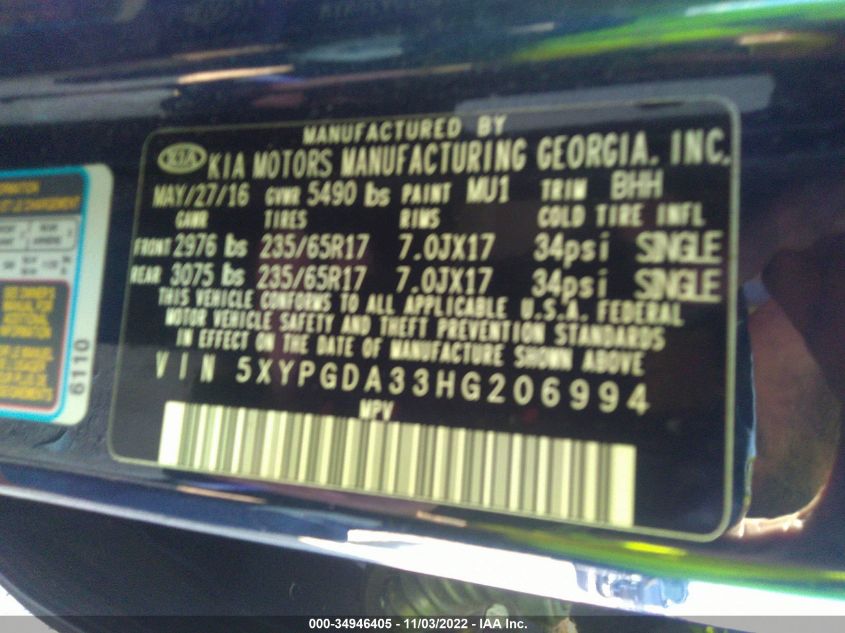 MANUFACTURED BY
KIA KIA MOTORS MANUFACTURING GEORGIA, INC.
MAY/27/16 GVWR 5490 lbs PAINT MU1 TRIM BHH
GAWR TIRES RIMS COLD TIRE INFL
FRONT 2976 lbs 235/65R17 7.0JX17 34psi SINGLE
REAR 3075 lbs 235/65R17 7.0JX17 34psi SINGLE
THIS VEHICLE CONFORMS TO ALL APPLICABLE U.S.A. FEDERAL
MOTOR VEHICLE SAFETY AND THEFT PREVENTION STANDARDS
IN EFFECT ON THE DATE OF MANUFACTURE SHOWN ABOVE
VIN 5XYPGDA33HG206994
MPV
6110
000-34946405 - 11/03/2022 - IAA Inc.